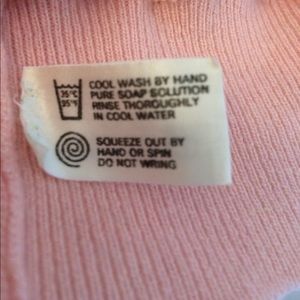 35°C
95°F
COOL WASH BY HAND
PURE SOAP SOLUTION
RINSE THOROUGHLY
IN COOL WATER
SQUEEZE OUT BY
HAND OR SPIN
DO NOT WRING